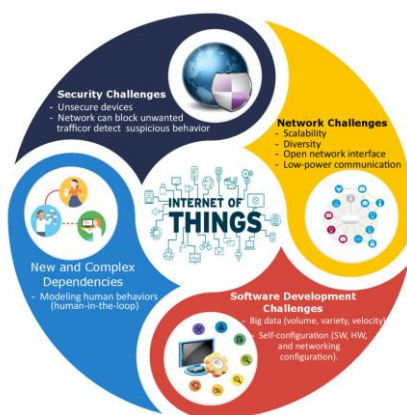 Security Challenges
- Unsecure devices
- Network can block unwanted
trafficor detect suspicious behavior
Network Challenges
- Scalability
- Diversity
- Open network interface
- Low-power communication
INTERNET OF
THINGS
New and Complex
Dependencies
- Modeling human behaviors
(human-in-the-loop)
Software Development
Challenges
- Big data (volume, variety, velocity)
- Self-configuration (SW, HW,
and networking
configuration).